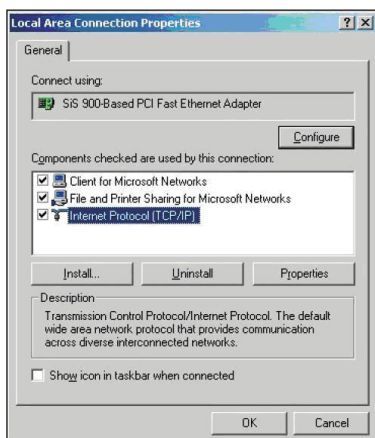 Local Area Connection Properties
General
Connect using:
SiS 900-Based PCI Fast Ethernet Adapter
Configure
Components checked are used by this connection:
Client for Microsoft Networks
File and Printer Sharing for Microsoft Networks
Internet Protocol (TCP/IP)
Install...
Uninstall
Properties
Description
Transmission Control Protocol/Internet Protocol. The default
wide area network protocol that provides communication
across diverse interconnected networks.
Show icon in taskbar when connected
OK
Cancel